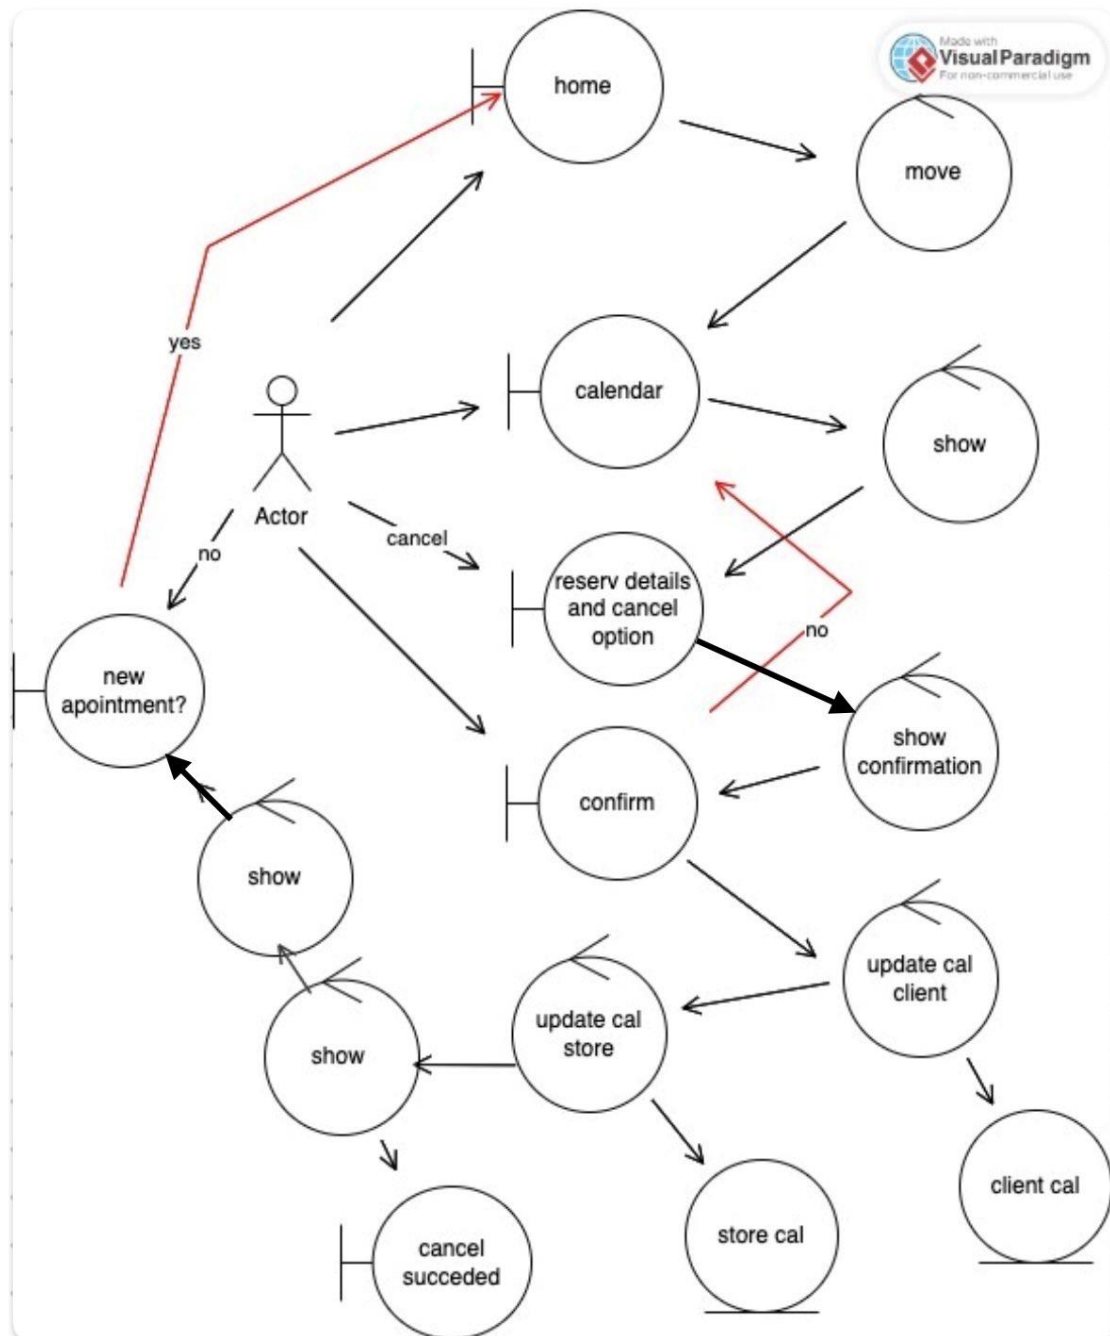 Made with
Visual Paradigm
For non-commercial use
home
move
yes
calendar
show
Actor
cancel
no
reserv details
and cancel
option
no
new
apointment?
show
confirmation
confirm
show
update cal
client
update cal
store
show
client cal
store cal
cancel
succeded